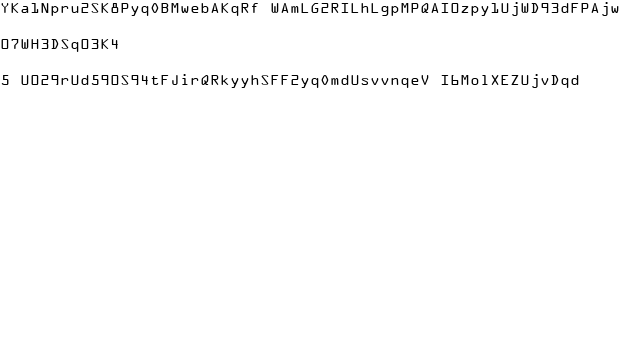 YKa1Npru2SK8Pyq0BMwebAKqRf WAmLG2RILhLgpMPQAIOzpy1UjWD93dFPAjw
O7WH3DSqO3K4
5 UO29rUd59OS94tFJirQRkyyhSFF2yq0mdUsvvnqeV I6MolXEZUjvDqd